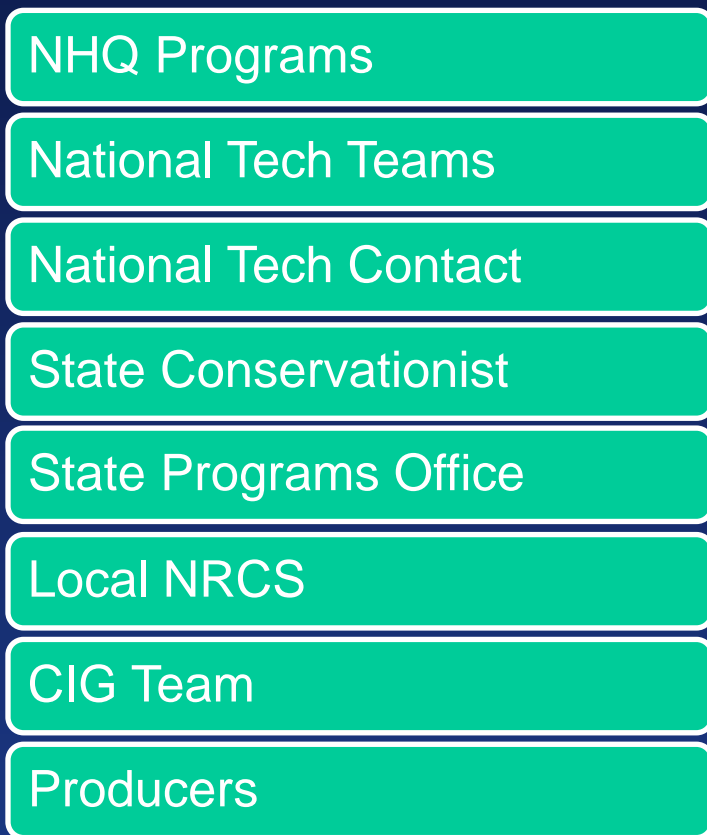 NHQ Programs
National Tech Teams
National Tech Contact
State Conservationist
State Programs Office
Local NRCS
CIG Team
Producers